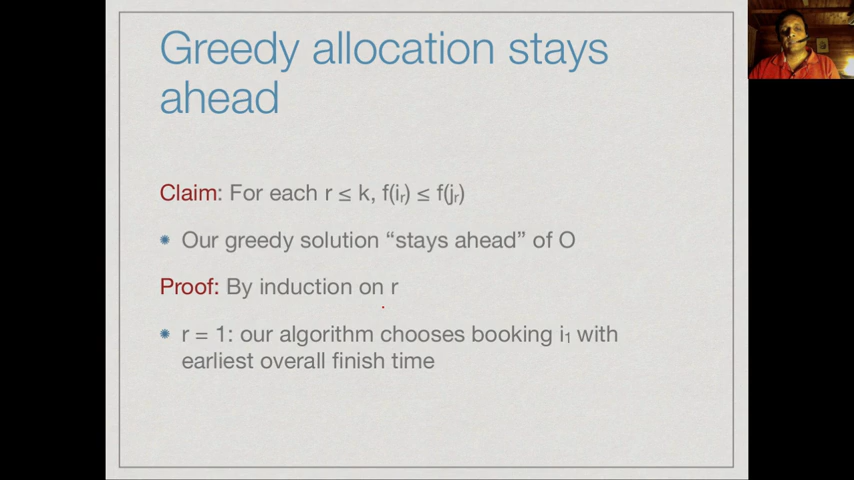 Greedy allocation stays
ahead
Claim: For each r ≤ k, f(iᵣ) ≤ f(jᵣ)
Our greedy solution “stays ahead” of O
Proof: By induction on r
r = 1: our algorithm chooses booking i₁ with
earliest overall finish time